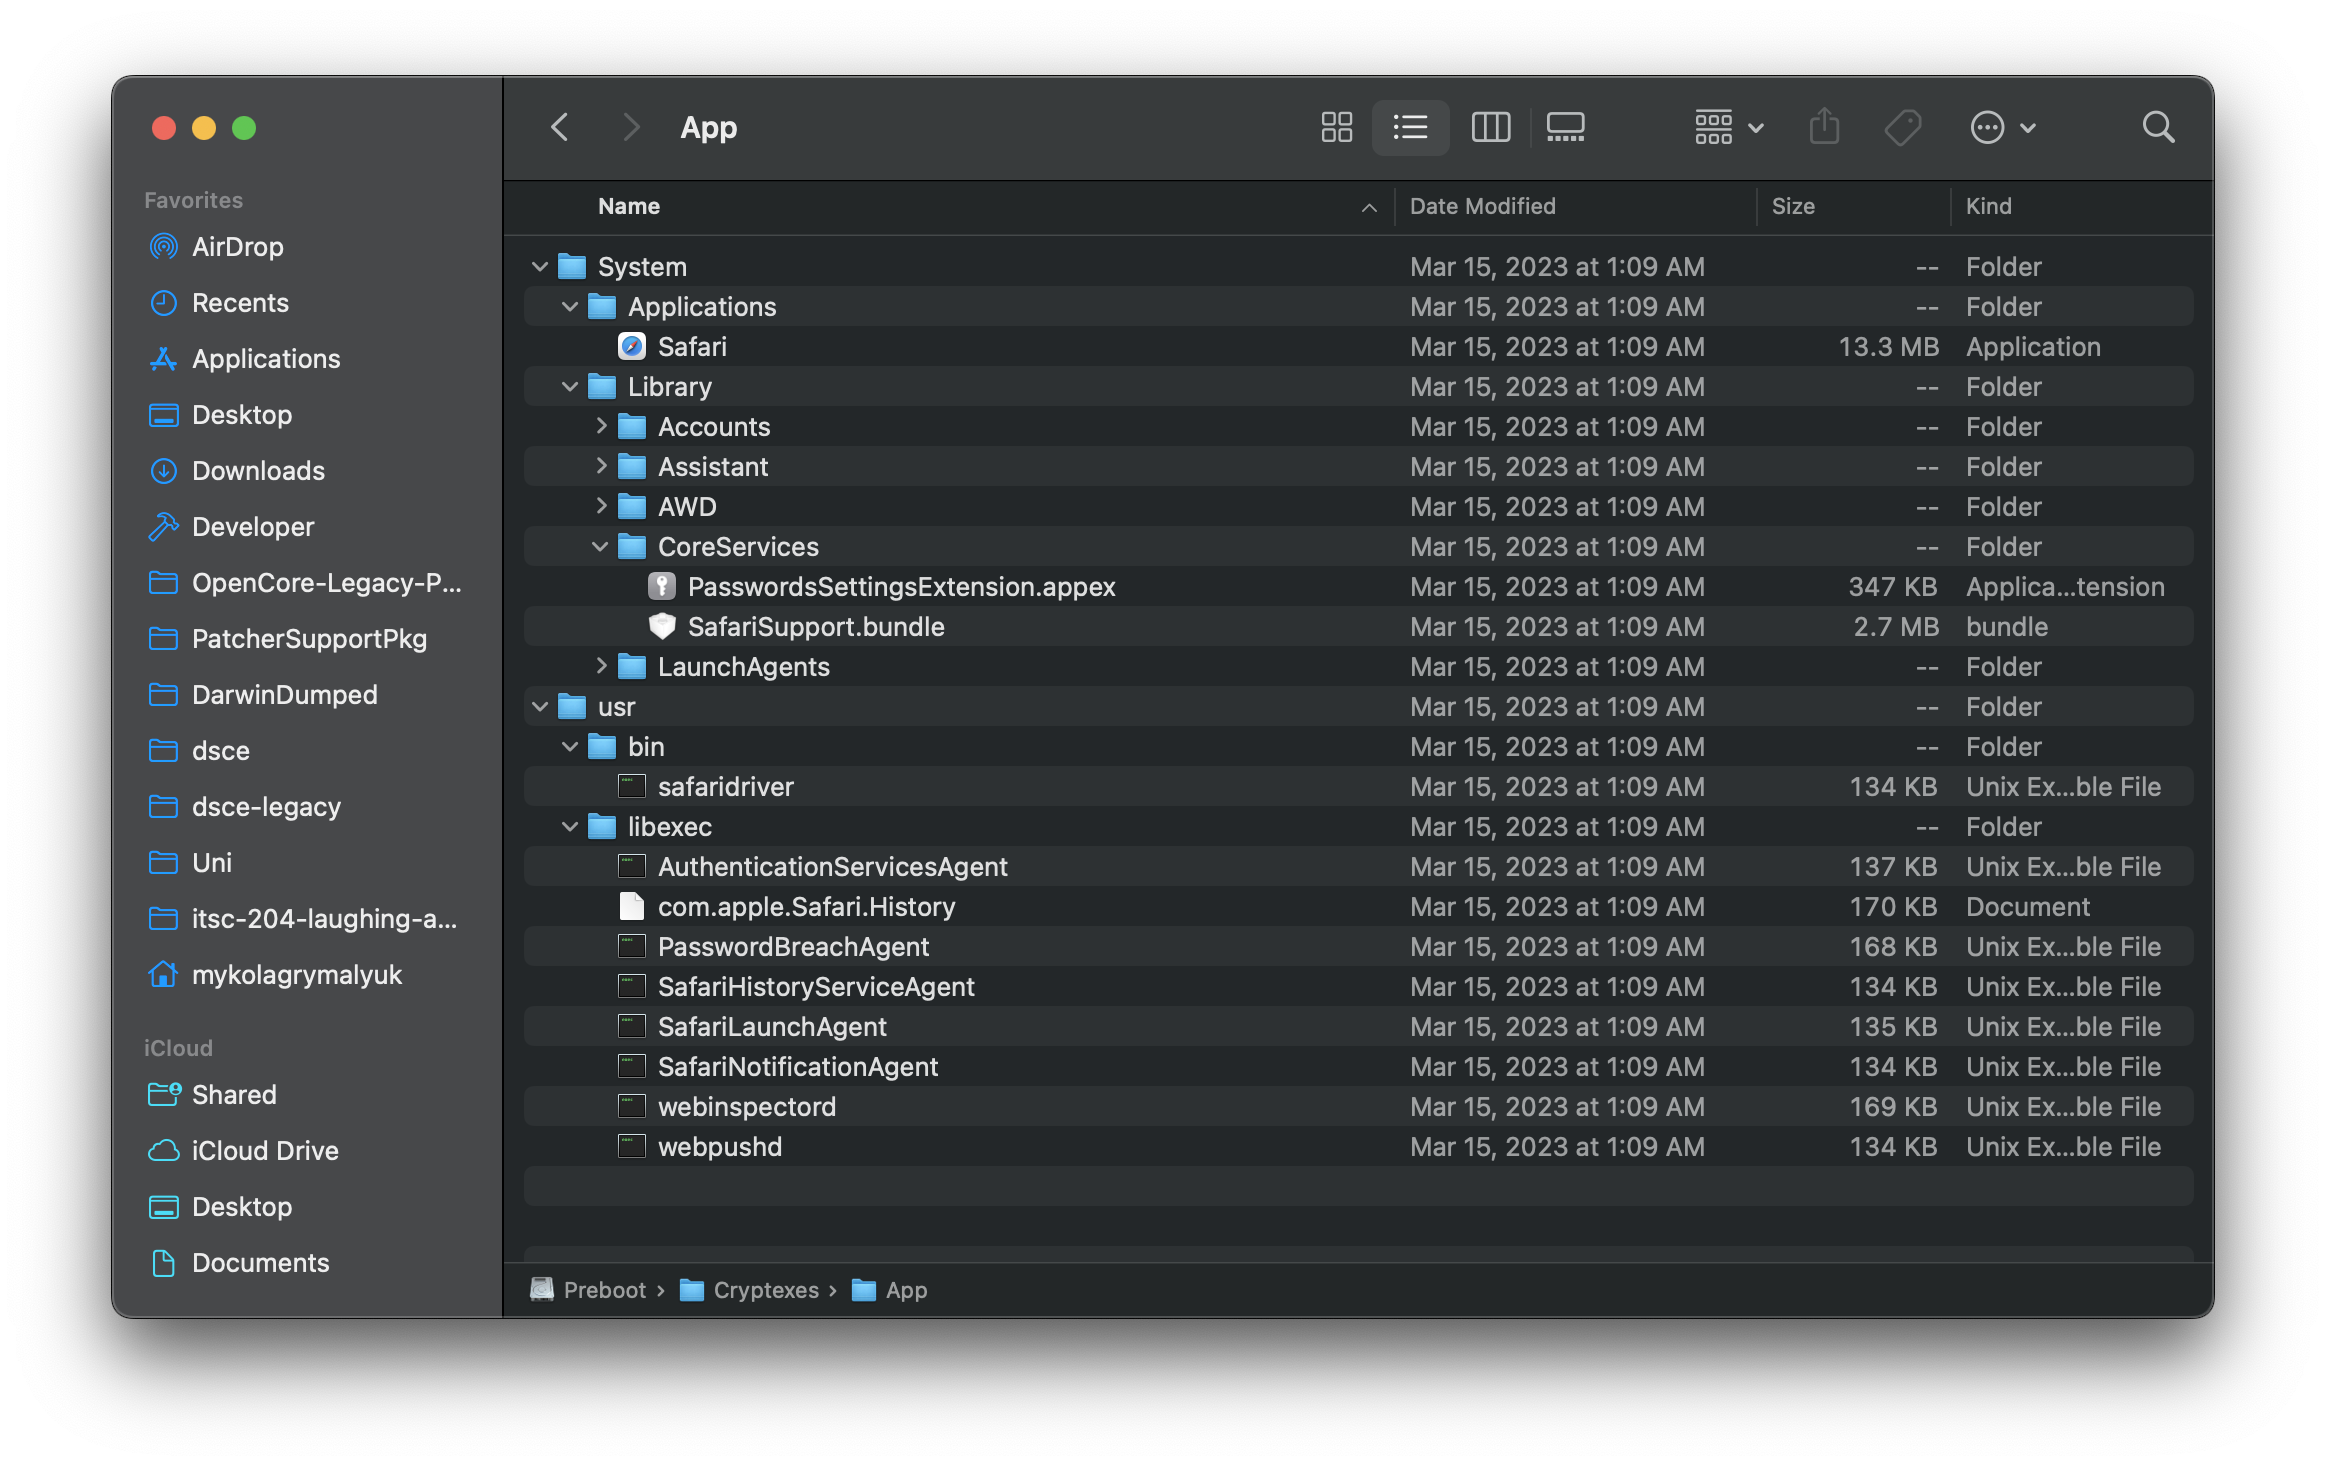 App
Favorites
AirDrop
Recents
Applications
Desktop
Downloads
Developer
OpenCore-Legacy-P...
PatcherSupportPkg
DarwinDumped
dsce
dsce-legacy
Uni
itsc-204-laughing-a...
mykolagrymalyuk
iCloud
Shared
iCloud Drive
Desktop
Documents
Name Date Modified Size Kind
System Mar 15, 2023 at 1:09 AM -- Folder
Applications Mar 15, 2023 at 1:09 AM -- Folder
Safari Mar 15, 2023 at 1:09 AM 13.3 MB Application
Library Mar 15, 2023 at 1:09 AM -- Folder
Accounts Mar 15, 2023 at 1:09 AM -- Folder
Assistant Mar 15, 2023 at 1:09 AM -- Folder
AWD Mar 15, 2023 at 1:09 AM -- Folder
CoreServices Mar 15, 2023 at 1:09 AM -- Folder
PasswordsSettingsExtension.appex Mar 15, 2023 at 1:09 AM 347 KB Applica...tension
SafariSupport.bundle Mar 15, 2023 at 1:09 AM 2.7 MB bundle
LaunchAgents Mar 15, 2023 at 1:09 AM -- Folder
usr Mar 15, 2023 at 1:09 AM -- Folder
bin Mar 15, 2023 at 1:09 AM -- Folder
safaridriver Mar 15, 2023 at 1:09 AM 134 KB Unix Ex...ble File
libexec Mar 15, 2023 at 1:09 AM -- Folder
AuthenticationServicesAgent Mar 15, 2023 at 1:09 AM 137 KB Unix Ex...ble File
com.apple.Safari.History Mar 15, 2023 at 1:09 AM 170 KB Document
PasswordBreachAgent Mar 15, 2023 at 1:09 AM 168 KB Unix Ex...ble File
SafariHistoryServiceAgent Mar 15, 2023 at 1:09 AM 134 KB Unix Ex...ble File
SafariLaunchAgent Mar 15, 2023 at 1:09 AM 135 KB Unix Ex...ble File
SafariNotificationAgent Mar 15, 2023 at 1:09 AM 134 KB Unix Ex...ble File
webinspectord Mar 15, 2023 at 1:09 AM 169 KB Unix Ex...ble File
webpushd Mar 15, 2023 at 1:09 AM 134 KB Unix Ex...ble File
Preboot › Cryptexes › App